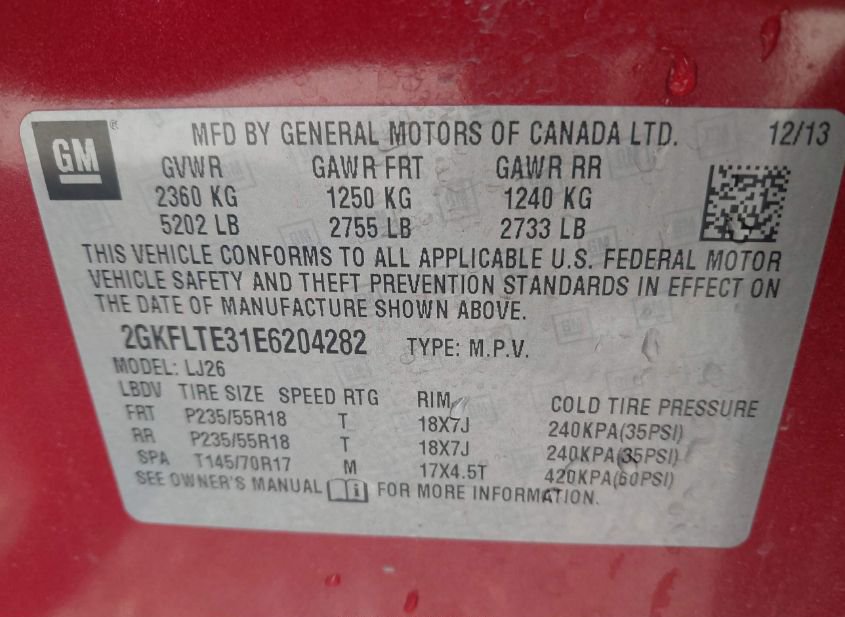 GM ® MFD BY GENERAL MOTORS OF CANADA LTD. 12/13
GVWR GAWR FRT GAWR RR
2360 KG 1250 KG 1240 KG
5202 LB 2755 LB 2733 LB
THIS VEHICLE CONFORMS TO ALL APPLICABLE U.S. FEDERAL MOTOR
VEHICLE SAFETY AND THEFT PREVENTION STANDARDS IN EFFECT ON
THE DATE OF MANUFACTURE SHOWN ABOVE.
2GKFLTE31E6204282 TYPE: M.P.V.
MODEL: LJ26
LBDV TIRE SIZE SPEED RTG RIM COLD TIRE PRESSURE
FRT P235/55R18 T 18X7J 240KPA(35PSI)
RR P235/55R18 T 18X7J 240KPA(35PSI)
SPA T145/70R17 M 17X4.5T 420KPA(60PSI)
SEE OWNER'S MANUAL i FOR MORE INFORMATION.